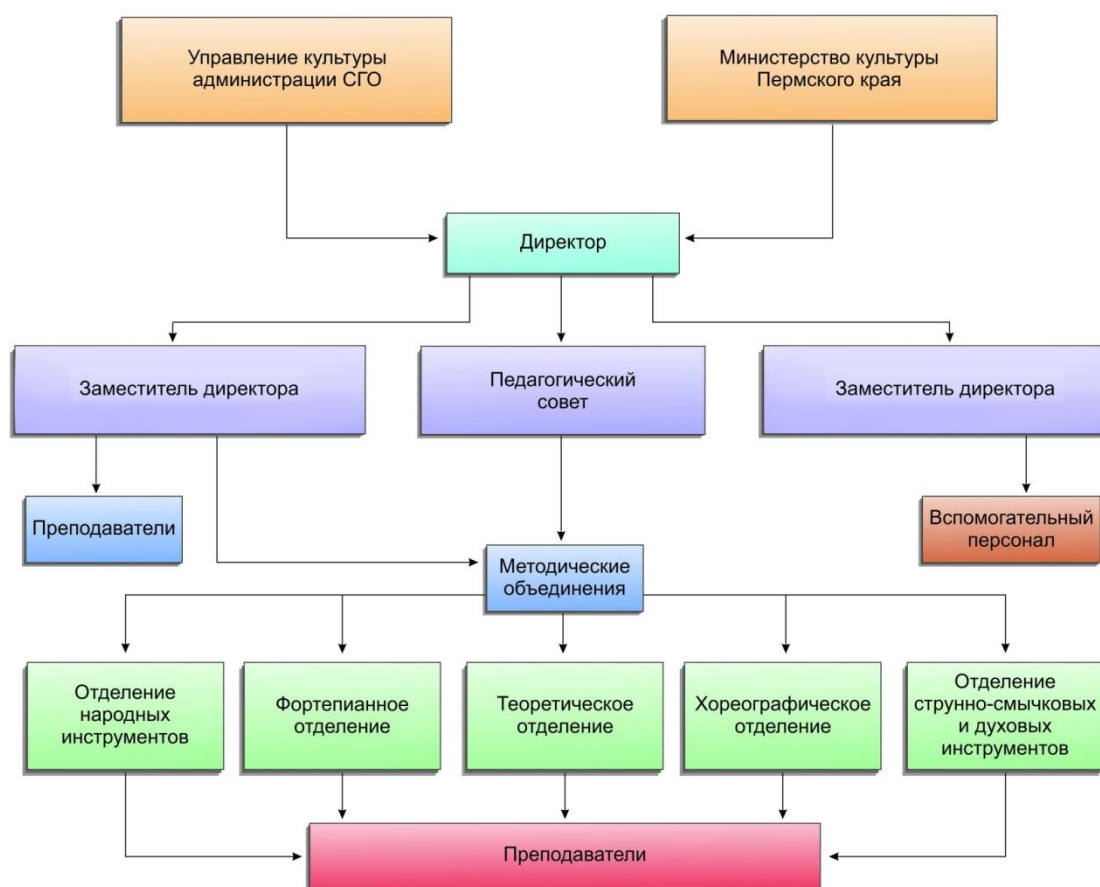 Управление культуры
администрации СГО
Министерство культуры
Пермского края
Директор
Заместитель директора
Педагогический
совет
Заместитель директора
Преподаватели
Вспомогательный
персонал
Методические
объединения
Отделение
народных
инструментов
Фортепианное
отделение
Теоретическое
отделение
Хореографическое
отделение
Отделение
струнно-смычковых
и духовых
инструментов
Преподаватели